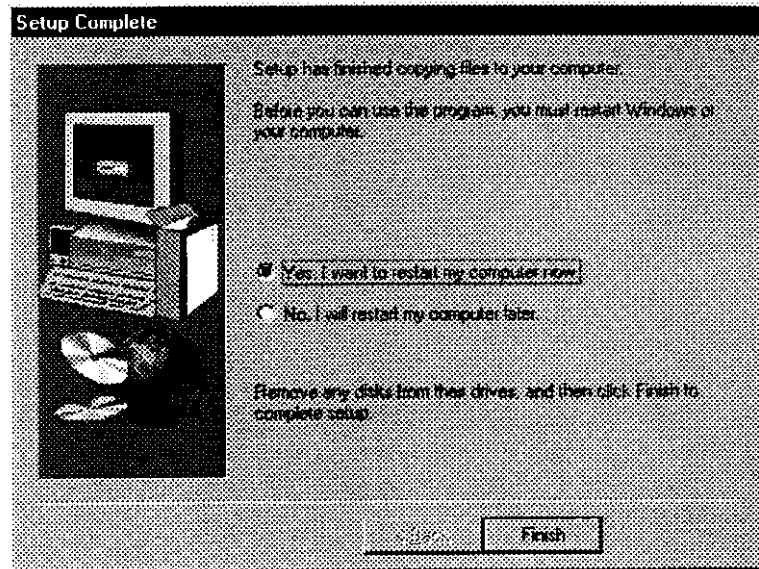 Setup Complete
Setup has finished copying files to your computer.
Before you can use the program, you must restart Windows or
your computer.
Yes, I want to restart my computer now.
No, I will restart my computer later.
Remove any disks from their drives, and then click Finish to
complete setup.
< Back
Finish